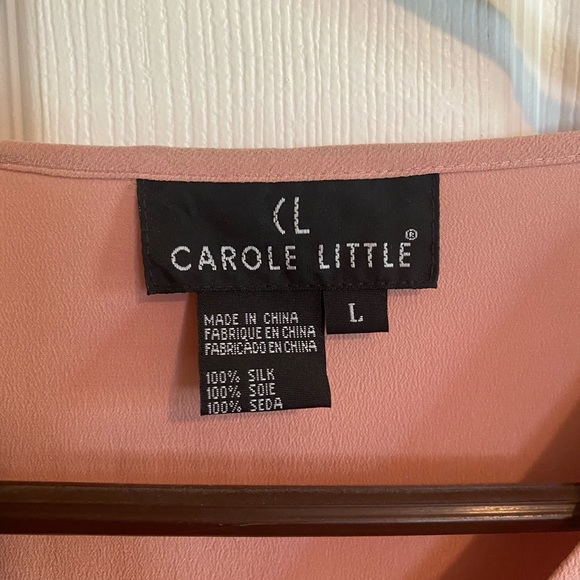 CL
CAROLE LITTLE®
L
MADE IN CHINA
FABRIQUE EN CHINA
FABRICADO EN CHINA
100% SILK
100% SOIE
100% SEDA